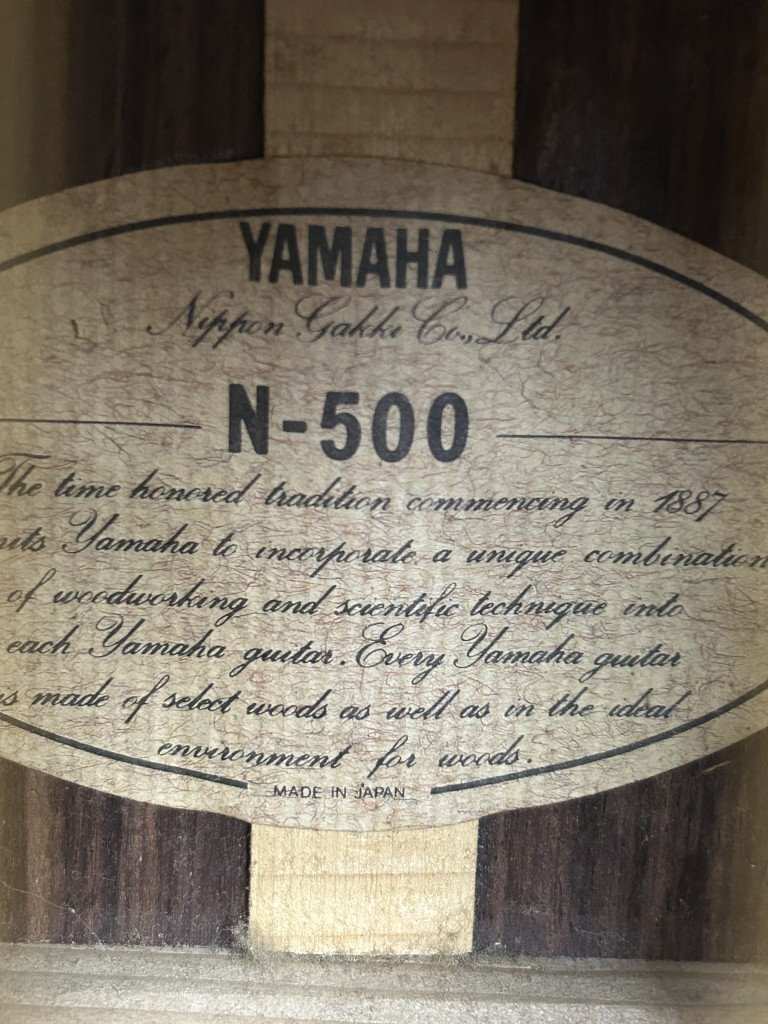 YAMAHA
Nippon Gakki Co., Ltd.
N-500
The time honored tradition commencing in 1887
Yamaha to incorporate a unique combination
of woodworking and scientific technique into
each Yamaha guitar. Every Yamaha guitar
is made of select woods as well as in the ideal
environment for woods.
MADE IN JAPAN